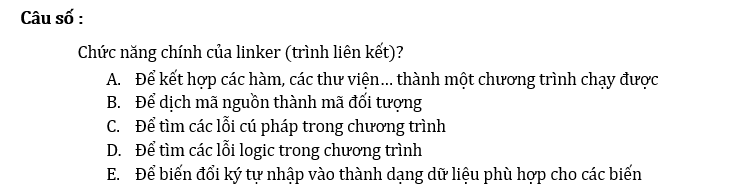 Câu số :
Chức năng chính của linker (trình liên kết)?
A. Để kết hợp các hàm, các thư viện... thành một chương trình chạy được
B. Để dịch mã nguồn thành mã đối tượng
C. Để tìm các lỗi cú pháp trong chương trình
D. Để tìm các lỗi logic trong chương trình
E. Để biến đổi ký tự nhập vào thành dạng dữ liệu phù hợp cho các biến